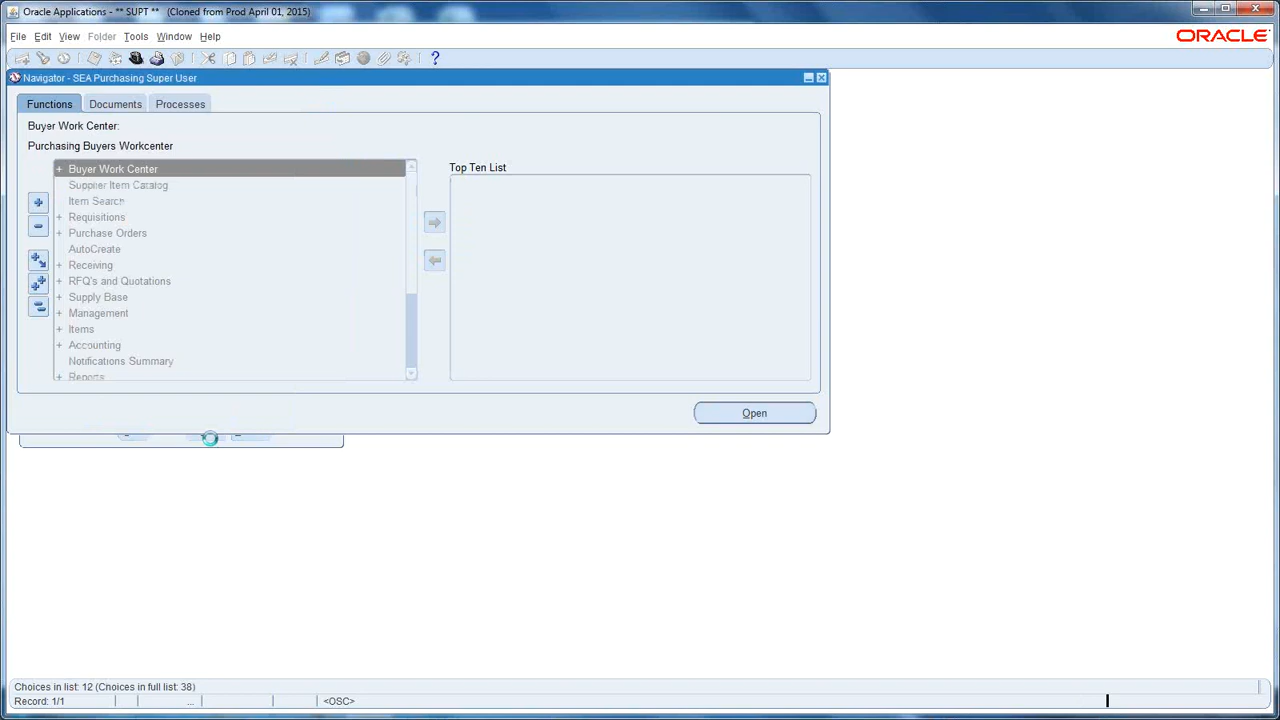 Oracle Applications - ** SUPT **   (Cloned from Prod April 01, 2015)
File Edit View Folder Tools Window Help
ORACLE
Navigator - SEA Purchasing Super User
Functions Documents Processes
Buyer Work Center:
Purchasing Buyers Workcenter
+ Buyer Work Center
Supplier Item Catalog
Item Search
+ Requisitions
+ Purchase Orders
AutoCreate
+ Receiving
+ RFQ's and Quotations
+ Supply Base
+ Management
+ Items
+ Accounting
Notifications Summary
+ Reports
Top Ten List
Open
Choices in list: 12 (Choices in full list: 38)
Record: 1/1 ... <OSC>